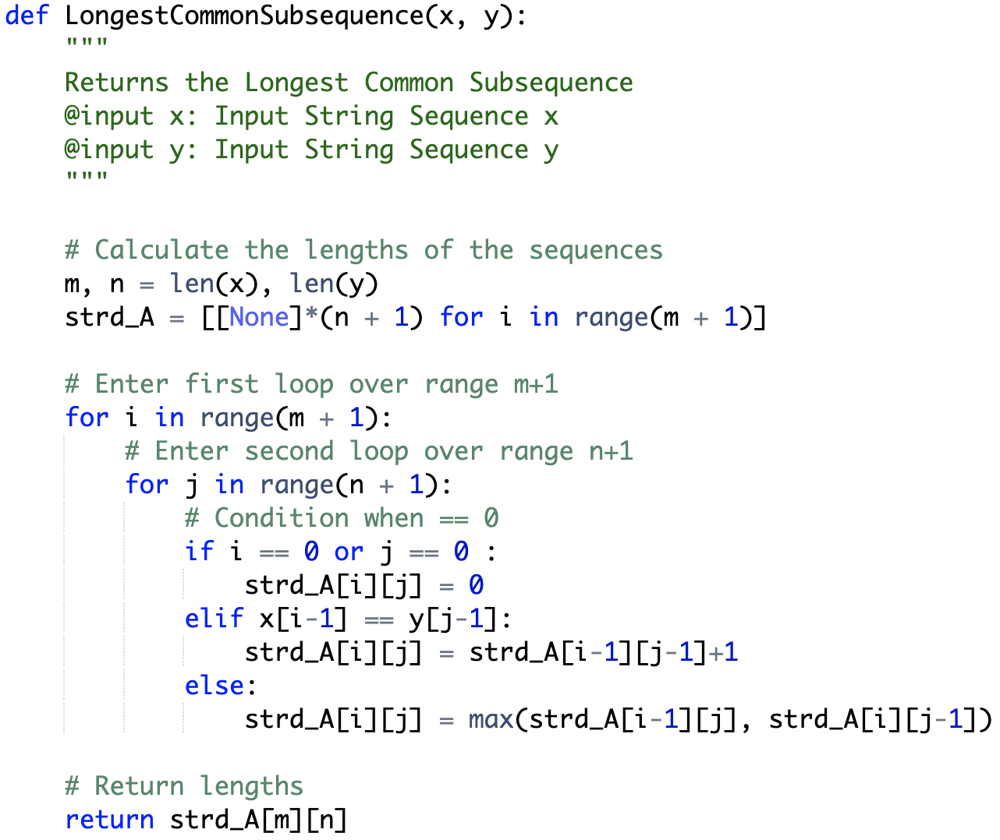 def LongestCommonSubsequence(x, y):
    """
    Returns the Longest Common Subsequence
    @input x: Input String Sequence x
    @input y: Input String Sequence y
    """

    # Calculate the lengths of the sequences
    m, n = len(x), len(y)
    strd_A = [[None]*(n + 1) for i in range(m + 1)]

    # Enter first loop over range m+1
    for i in range(m + 1):
        # Enter second loop over range n+1
        for j in range(n + 1):
            # Condition when == 0
            if i == 0 or j == 0 :
                strd_A[i][j] = 0
            elif x[i-1] == y[j-1]:
                strd_A[i][j] = strd_A[i-1][j-1]+1
            else:
                strd_A[i][j] = max(strd_A[i-1][j], strd_A[i][j-1])

    # Return lengths
    return strd_A[m][n]